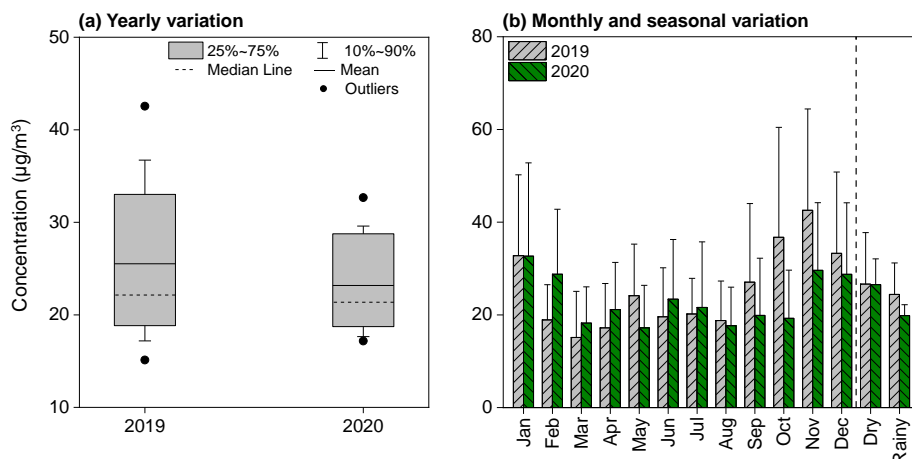 (a) Yearly variation
50
40
30
20
10
Concentration (µg/m³)
25%~75%
10%~90%
Median Line
Mean
Outliers
2019
2020
(b) Monthly and seasonal variation
80
60
40
20
0
2019
2020
Jan
Feb
Mar
Apr
May
Jun
Jul
Aug
Sep
Oct
Nov
Dec
Dry
Rainy